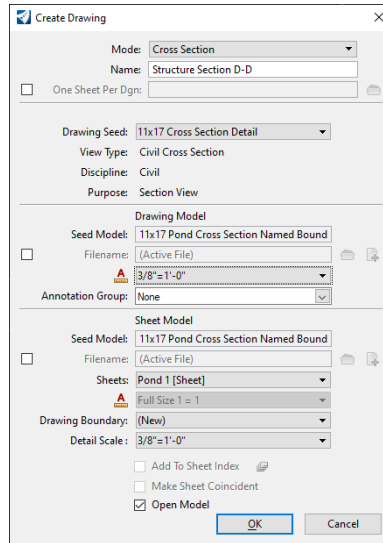 Create Drawing
Mode: Cross Section
Name: Structure Section D-D
One Sheet Per Dgn:
Drawing Seed: 11x17 Cross Section Detail
View Type: Civil Cross Section
Discipline: Civil
Purpose: Section View
Drawing Model
Seed Model: 11x17 Pond Cross Section Named Bound
Filename: (Active File)
A 3/8"=1'-0"
Annotation Group: None
Sheet Model
Seed Model: 11x17 Pond Cross Section Named Bound
Filename: (Active File)
Sheets: Pond 1 [Sheet]
A Full Size 1 = 1
Drawing Boundary: (New)
Detail Scale : 3/8"=1'-0"
Add To Sheet Index
Make Sheet Coincident
Open Model
OK Cancel